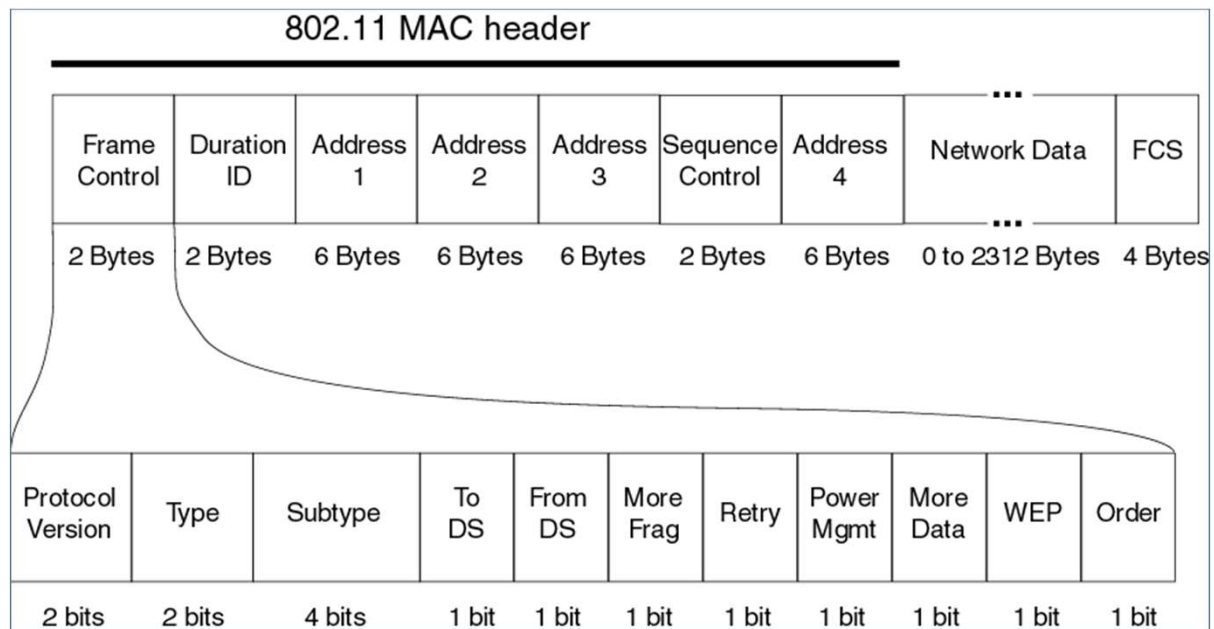 802.11 MAC header
...
Frame Control
Duration ID
Address 1
Address 2
Address 3
Sequence Control
Address 4
Network Data
FCS
...
2 Bytes
2 Bytes
6 Bytes
6 Bytes
6 Bytes
2 Bytes
6 Bytes
0 to 2312 Bytes
4 Bytes
Protocol Version
Type
Subtype
To DS
From DS
More Frag
Retry
Power Mgmt
More Data
WEP
Order
2 bits
2 bits
4 bits
1 bit
1 bit
1 bit
1 bit
1 bit
1 bit
1 bit
1 bit